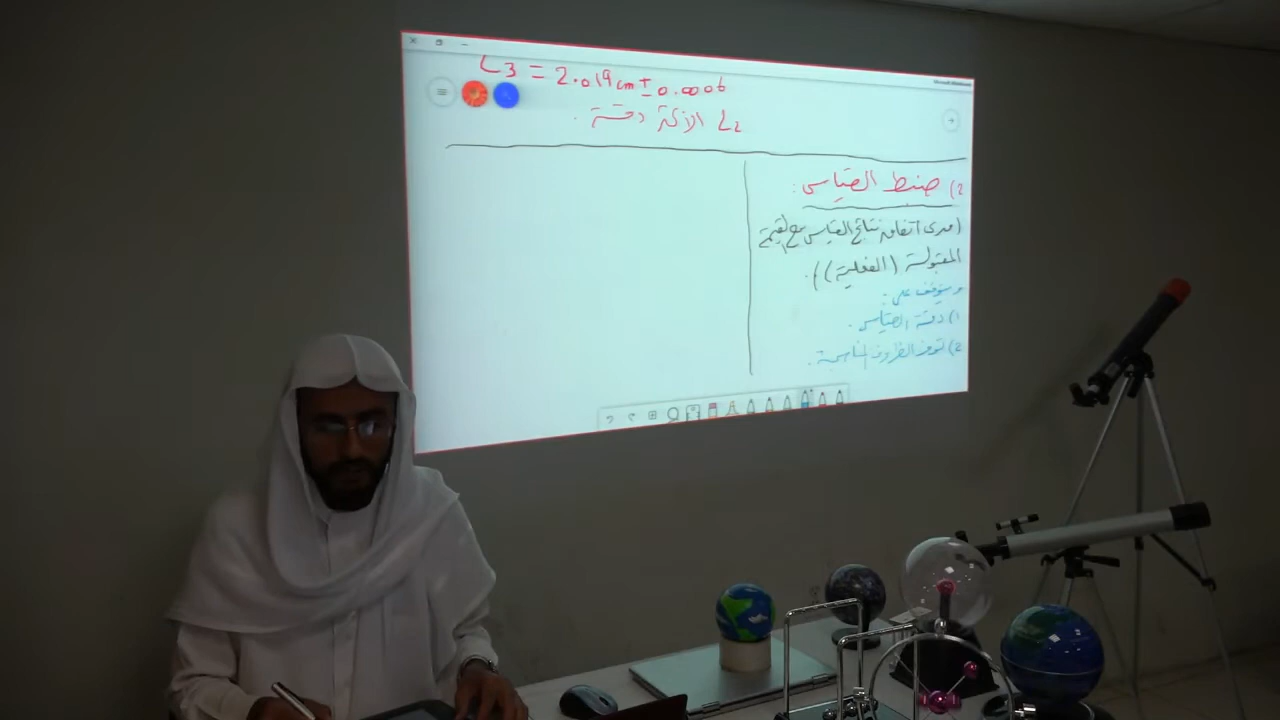 L3 = 2.019 cm ± 0.0006
L2 الأكثر دقة .
2) ضبط القياس :
(مدى اتفاق نتائج القياس مع القيمة
المقبولة (الفعلية)) .
ويتوقف على :
1) دقة القياس .
2) توفر الظروف المناسبة .